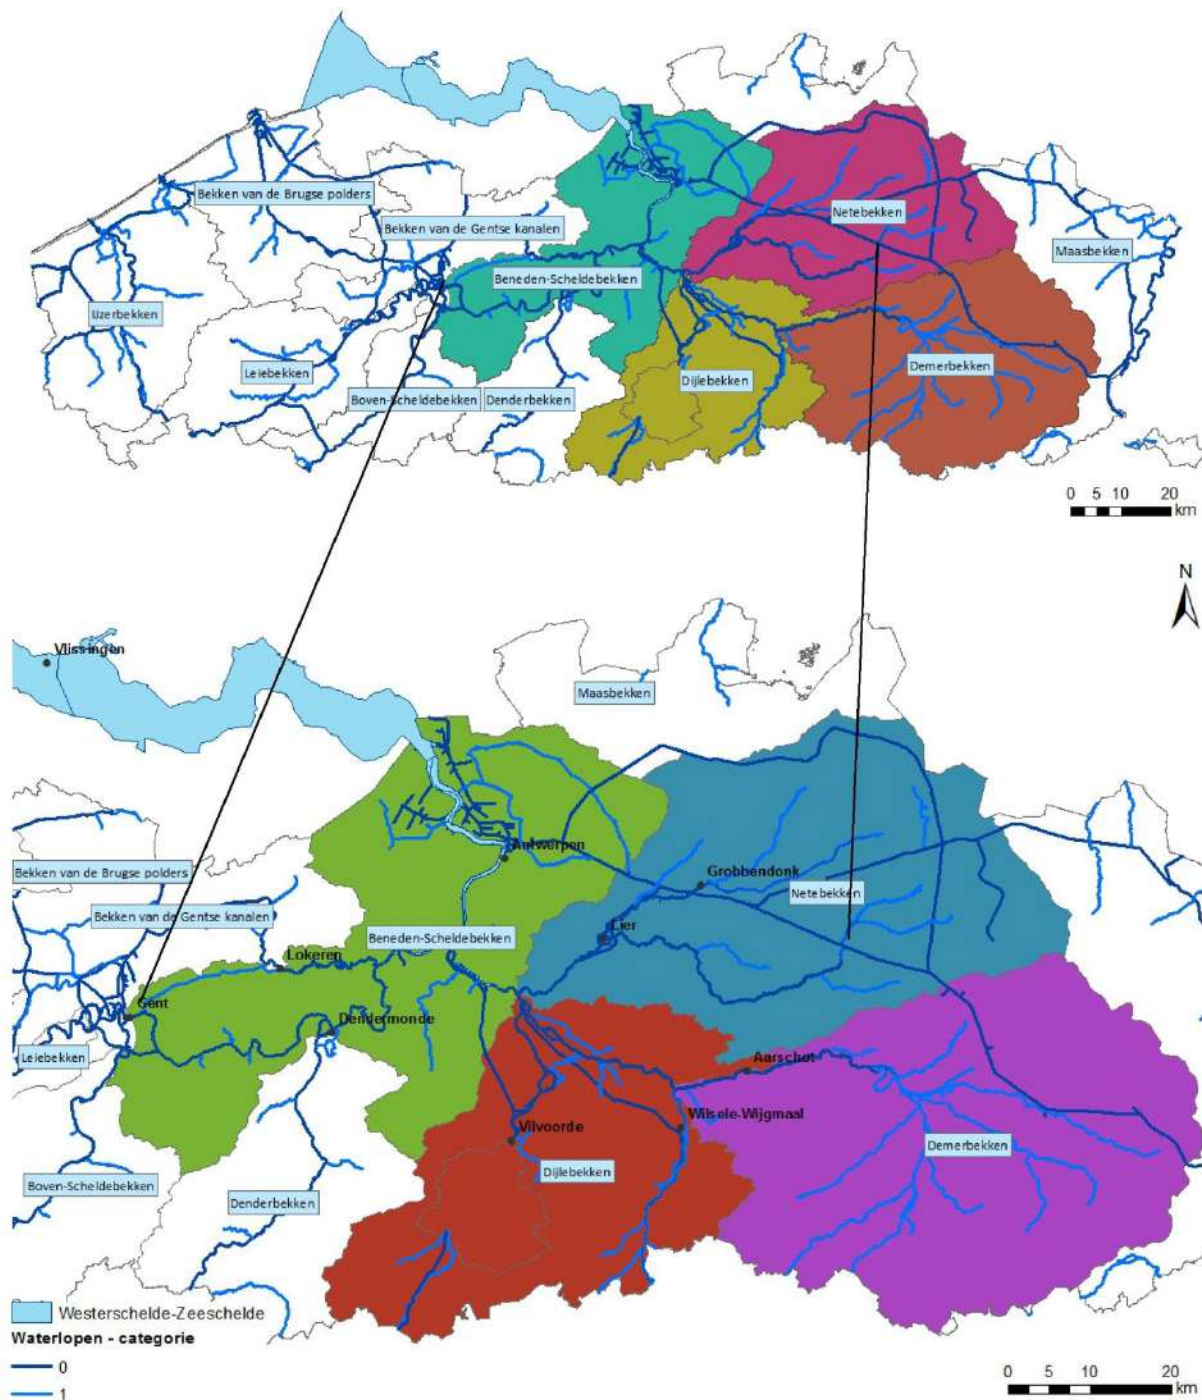 Bekken van de Brugse polders
Netebekken
Bekken van de Gentse kanalen
Maasbekken
Beneden-Scheldebekken
IJzerbekken
Demerbekken
Leiebekken
Dijlebekken
Boven-Scheldebekken
Denderbekken
0 5 10 20
km
N
Vlissingen
Maasbekken
Antwerpen
Bekken van de Brugse polders
Grobbendonk
Netebekken
Bekken van de Gentse kanalen
Lier
Beneden-Scheldebekken
Lokeren
Gent
Dendermonde
Leiebekken
Aarschot
Wilsele-Wijgmaal
Vilvoorde
Demerbekken
Dijlebekken
Boven-Scheldebekken
Denderbekken
Westerschelde-Zeeschelde
Waterlopen - categorie
0
1
0 5 10 20
km